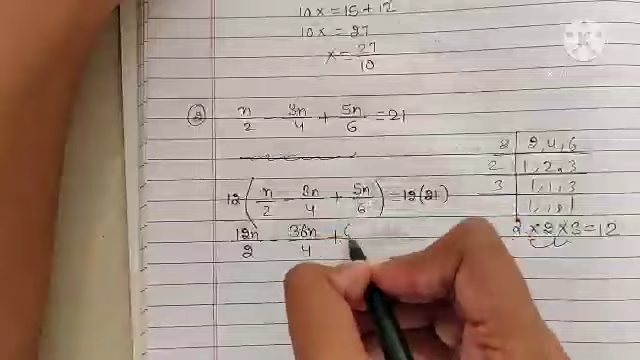 10x = 15 + 12
10x = 27
x = 27/10
② n/2 - 3n/4 + 5n/6 = 21
12(n/2 - 3n/4 + 5n/6) = 12(21)
12n/2 - 36n/4 +
2 | 2, 4, 6
2 | 1, 2, 3
3 | 1, 1, 3
1, 1, 1
2 × 2 × 3 = 12
KINEMASTER